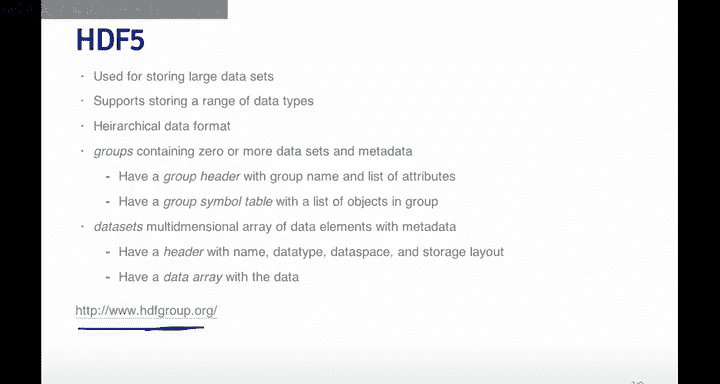 HDF5
· Used for storing large data sets
· Supports storing a range of data types
· Heirarchical data format
· groups containing zero or more data sets and metadata
- Have a group header with group name and list of attributes
- Have a group symbol table with a list of objects in group
· datasets multidmensional array of data elements with metadata
- Have a header with name, datatype, dataspace, and storage layout
- Have a data array with the data
http://www.hdfgroup.org/